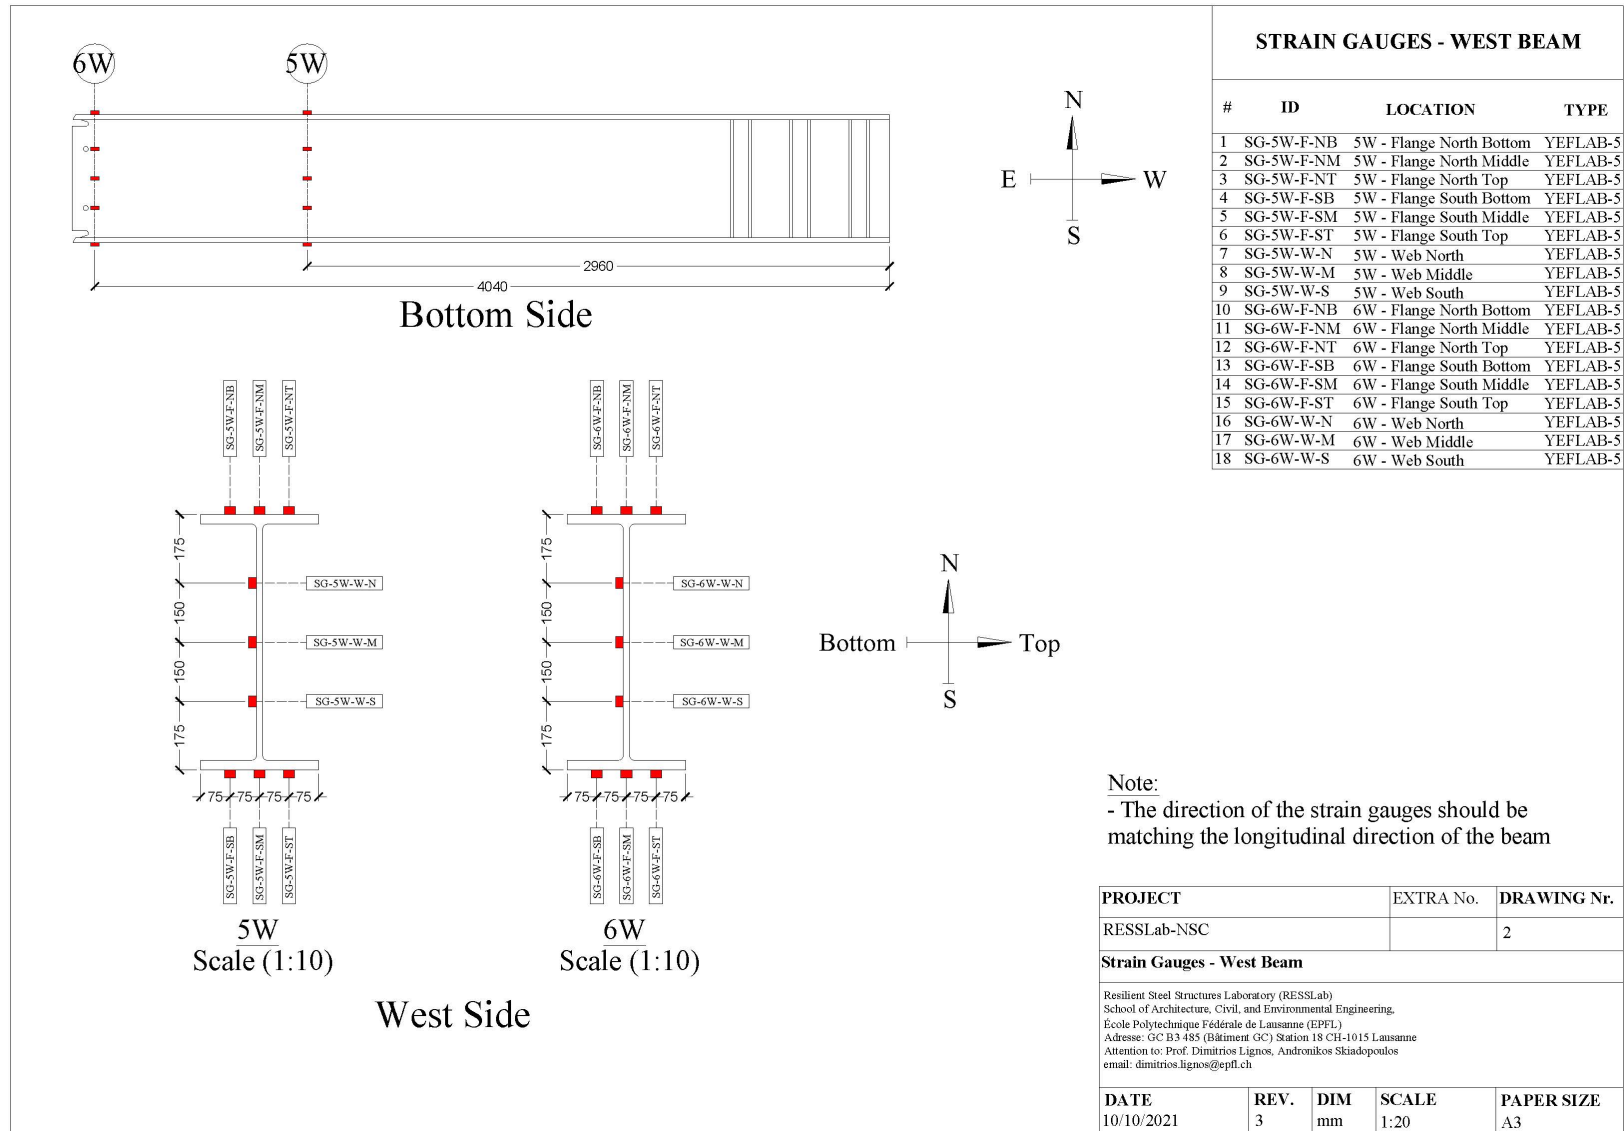 STRAIN GAUGES - WEST BEAM
# ID LOCATION TYPE
1 SG-5W-F-NB 5W - Flange North Bottom YEFLAB-5
2 SG-5W-F-NM 5W - Flange North Middle YEFLAB-5
3 SG-5W-F-NT 5W - Flange North Top YEFLAB-5
4 SG-5W-F-SB 5W - Flange South Bottom YEFLAB-5
5 SG-5W-F-SM 5W - Flange South Middle YEFLAB-5
6 SG-5W-F-ST 5W - Flange South Top YEFLAB-5
7 SG-5W-W-N 5W - Web North YEFLAB-5
8 SG-5W-W-M 5W - Web Middle YEFLAB-5
9 SG-5W-W-S 5W - Web South YEFLAB-5
10 SG-6W-F-NB 6W - Flange North Bottom YEFLAB-5
11 SG-6W-F-NM 6W - Flange North Middle YEFLAB-5
12 SG-6W-F-NT 6W - Flange North Top YEFLAB-5
13 SG-6W-F-SB 6W - Flange South Bottom YEFLAB-5
14 SG-6W-F-SM 6W - Flange South Middle YEFLAB-5
15 SG-6W-F-ST 6W - Flange South Top YEFLAB-5
16 SG-6W-W-N 6W - Web North YEFLAB-5
17 SG-6W-W-M 6W - Web Middle YEFLAB-5
18 SG-6W-W-S 6W - Web South YEFLAB-5
6W
5W
2960
4040
Bottom Side
N
E
W
S
SG-5W-F-NB
SG-5W-F-NM
SG-5W-F-NT
175
150
150
175
SG-5W-W-N
SG-5W-W-M
SG-5W-W-S
75 75 75 75
SG-5W-F-SB
SG-5W-F-SM
SG-5W-F-ST
5W
Scale (1:10)
SG-6W-F-NB
SG-6W-F-NM
SG-6W-F-NT
175
150
150
175
SG-6W-W-N
SG-6W-W-M
SG-6W-W-S
75 75 75 75
SG-6W-F-SB
SG-6W-F-SM
SG-6W-F-ST
6W
Scale (1:10)
West Side
N
Bottom
Top
S
Note:
- The direction of the strain gauges should be
matching the longitudinal direction of the beam
PROJECT EXTRA No. DRAWING Nr.
RESSLab-NSC 2
Strain Gauges - West Beam
Resilient Steel Structures Laboratory (RESSLab)
School of Architecture, Civil, and Environmental Engineering,
École Polytechnique Fédérale de Lausanne (EPFL)
Adresse: GC B3 485 (Bâtiment GC) Station 18 CH-1015 Lausanne
Attention to: Prof. Dimitrios Lignos, Andronikos Skiadopoulos
email: dimitrios.lignos@epfl.ch
DATE REV. DIM SCALE PAPER SIZE
10/10/2021 3 mm 1:20 A3